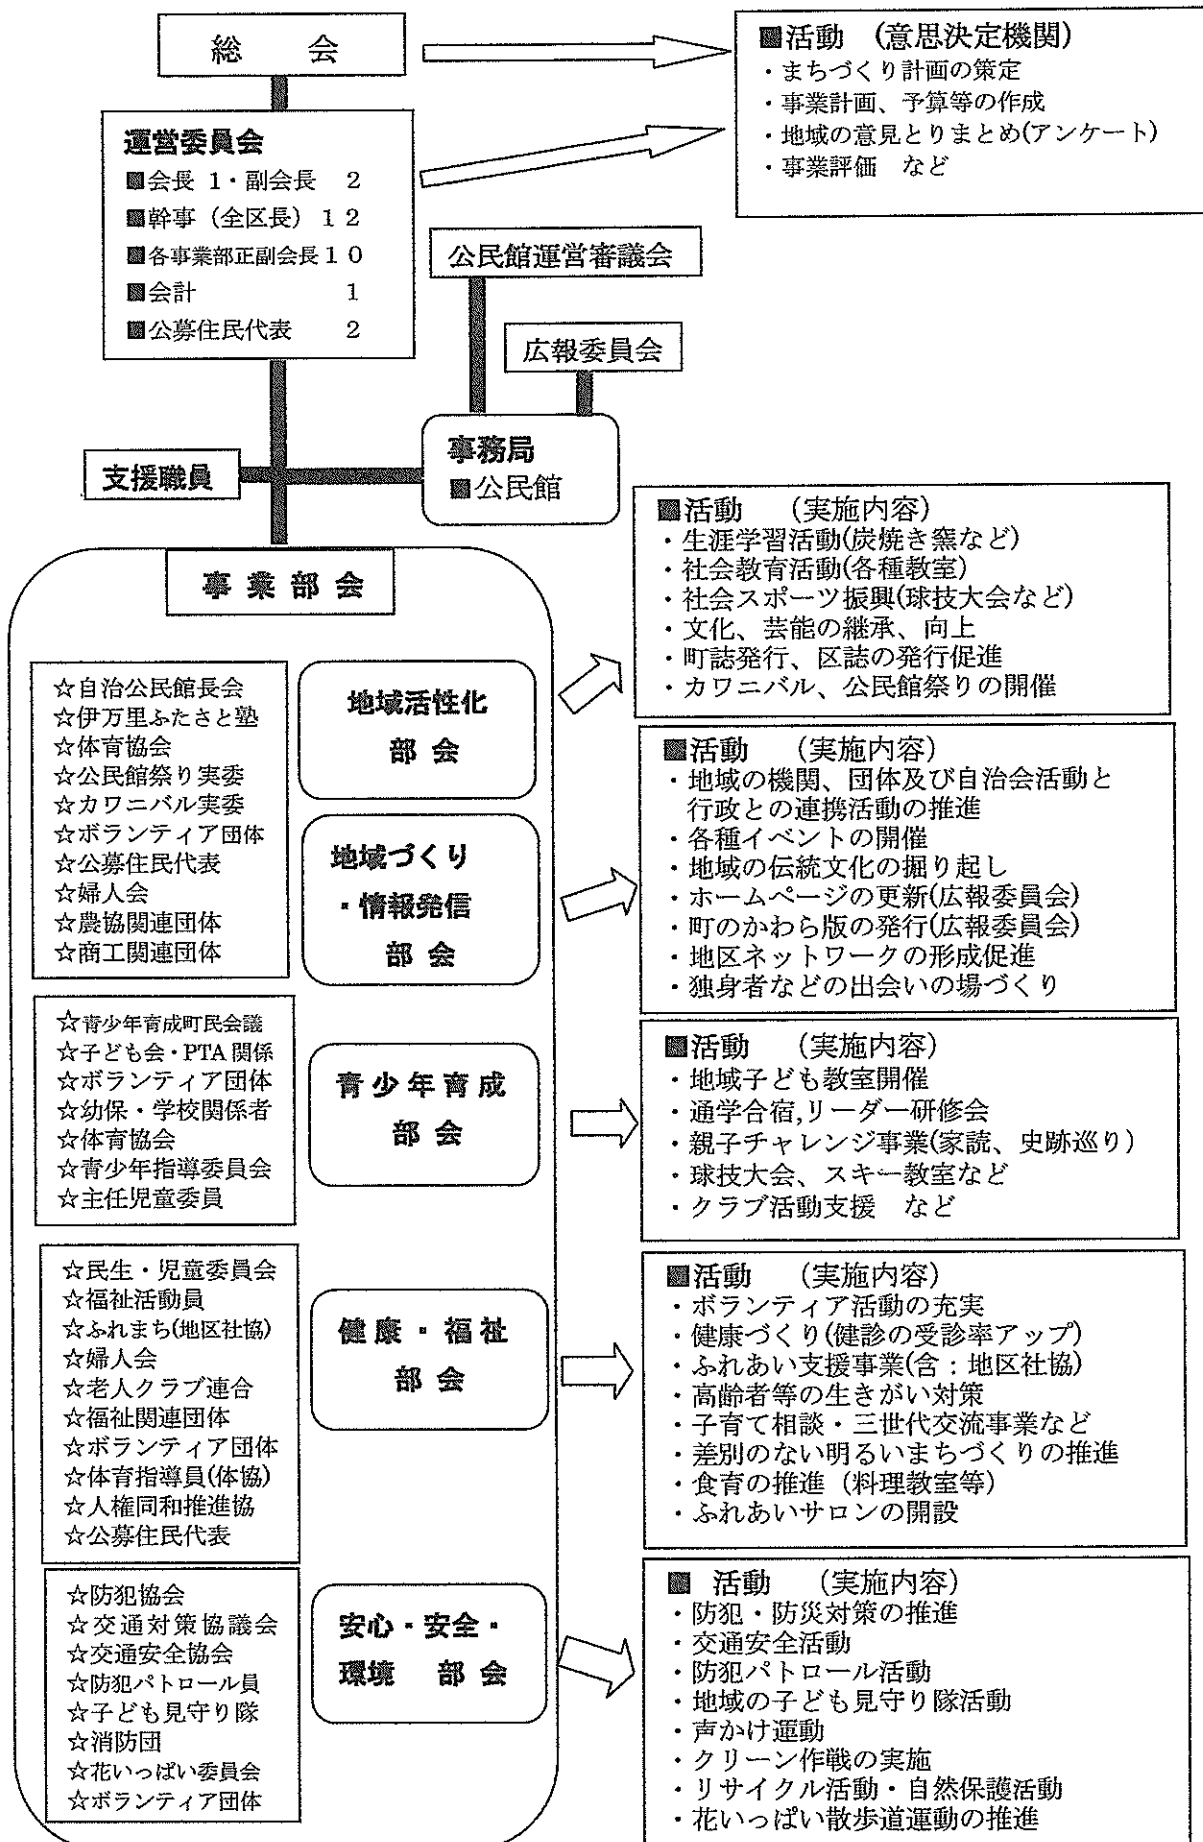 総　会
■活動　(意思決定機関)
・まちづくり計画の策定
・事業計画、予算等の作成
・地域の意見とりまとめ(アンケート)
・事業評価　など
運営委員会
■会長 1・副会長　2
■幹事（全区長）１２
■各事業部正副会長１０
■会計　1
■公募住民代表　2
公民館運営審議会
広報委員会
事務局
■公民館
支援職員
事業部会
☆自治公民館長会
☆伊万里ふたさと塾
☆体育協会
☆公民館祭り実委
☆カワニバル実委
☆ボランティア団体
☆公募住民代表
☆婦人会
☆農協関連団体
☆商工関連団体
地域活性化
部 会
■活動　（実施内容）
・生涯学習活動(炭焼き窯など)
・社会教育活動(各種教室)
・社会スポーツ振興(球技大会など)
・文化、芸能の継承、向上
・町誌発行、区誌の発行促進
・カワニバル、公民館祭りの開催
地域づくり
・情報発信
部 会
■活動　（実施内容）
・地域の機関、団体及び自治会活動と
行政との連携活動の推進
・各種イベントの開催
・地域の伝統文化の掘り起し
・ホームページの更新(広報委員会)
・町のかわら版の発行(広報委員会)
・地区ネットワークの形成促進
・独身者などの出会いの場づくり
☆青少年育成町民会議
☆子ども会・PTA 関係
☆ボランティア団体
☆幼保・学校関係者
☆体育協会
☆青少年指導委員会
☆主任児童委員
青少年育成
部 会
■活動　（実施内容）
・地域子ども教室開催
・通学合宿,リーダー研修会
・親子チャレンジ事業(家読、史跡巡り）
・球技大会、スキー教室など
・クラブ活動支援　など
☆民生・児童委員会
☆福祉活動員
☆ふれまち(地区社協)
☆婦人会
☆老人クラブ連合
☆福祉関連団体
☆ボランティア団体
☆体育指導員(体協)
☆人権同和推進協
☆公募住民代表
健康・福祉
部 会
■活動　（実施内容）
・ボランティア活動の充実
・健康づくり(健診の受診率アップ)
・ふれあい支援事業(含：地区社協)
・高齢者等の生きがい対策
・子育て相談・三世代交流事業など
・差別のない明るいまちづくりの推進
・食育の推進（料理教室等）
・ふれあいサロンの開設
☆防犯協会
☆交通対策協議会
☆交通安全協会
☆防犯パトロール員
☆子ども見守り隊
☆消防団
☆花いっぱい委員会
☆ボランティア団体
安心・安全・
環境　部会
■ 活動　（実施内容）
・防犯・防災対策の推進
・交通安全活動
・防犯パトロール活動
・地域の子ども見守り隊活動
・声かけ運動
・クリーン作戦の実施
・リサイクル活動・自然保護活動
・花いっぱい散歩道運動の推進